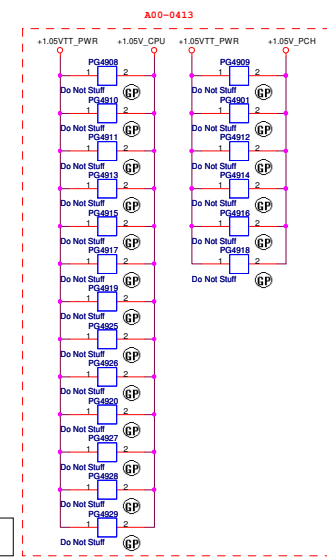 A00-0413
+1.05VTT_PWR +1.05V_CPU +1.05VTT_PWR +1.05V_PCH
PG4908 PG4909
1 2 1 2
Do Not Stuff GP Do Not Stuff GP
PG4910 PG4901
1 2 1 2
Do Not Stuff GP Do Not Stuff GP
PG4911 PG4912
1 2 1 2
Do Not Stuff GP Do Not Stuff GP
PG4913 PG4914
1 2 1 2
Do Not Stuff GP Do Not Stuff GP
PG4915 PG4916
1 2 1 2
Do Not Stuff GP Do Not Stuff GP
PG4917 PG4918
1 2 1 2
Do Not Stuff GP Do Not Stuff GP
PG4919
1 2
Do Not Stuff GP
PG4925
1 2
Do Not Stuff GP
PG4926
1 2
Do Not Stuff GP
PG4920
1 2
Do Not Stuff GP
PG4927
1 2
Do Not Stuff GP
PG4928
1 2
Do Not Stuff GP
PG4929
1 2
Do Not Stuff GP